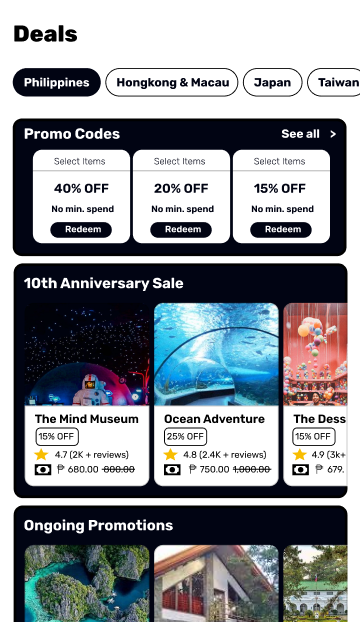 Deals
Philippines
Hongkong & Macau
Japan
Taiwan
Promo Codes
See all >
Select Items
Select Items
Select Items
40% OFF
20% OFF
15% OFF
No min. spend
No min. spend
No min. spend
Redeem
Redeem
Redeem
10th Anniversary Sale
The Mind Museum
15% OFF
4.7 (2K + reviews)
₱ 680.00 800.00
Ocean Adventure
25% OFF
4.8 (2.4K + reviews)
₱ 750.00 1,000.00
The Dess
15% OFF
4.9 (3k+
₱ 679.
Ongoing Promotions